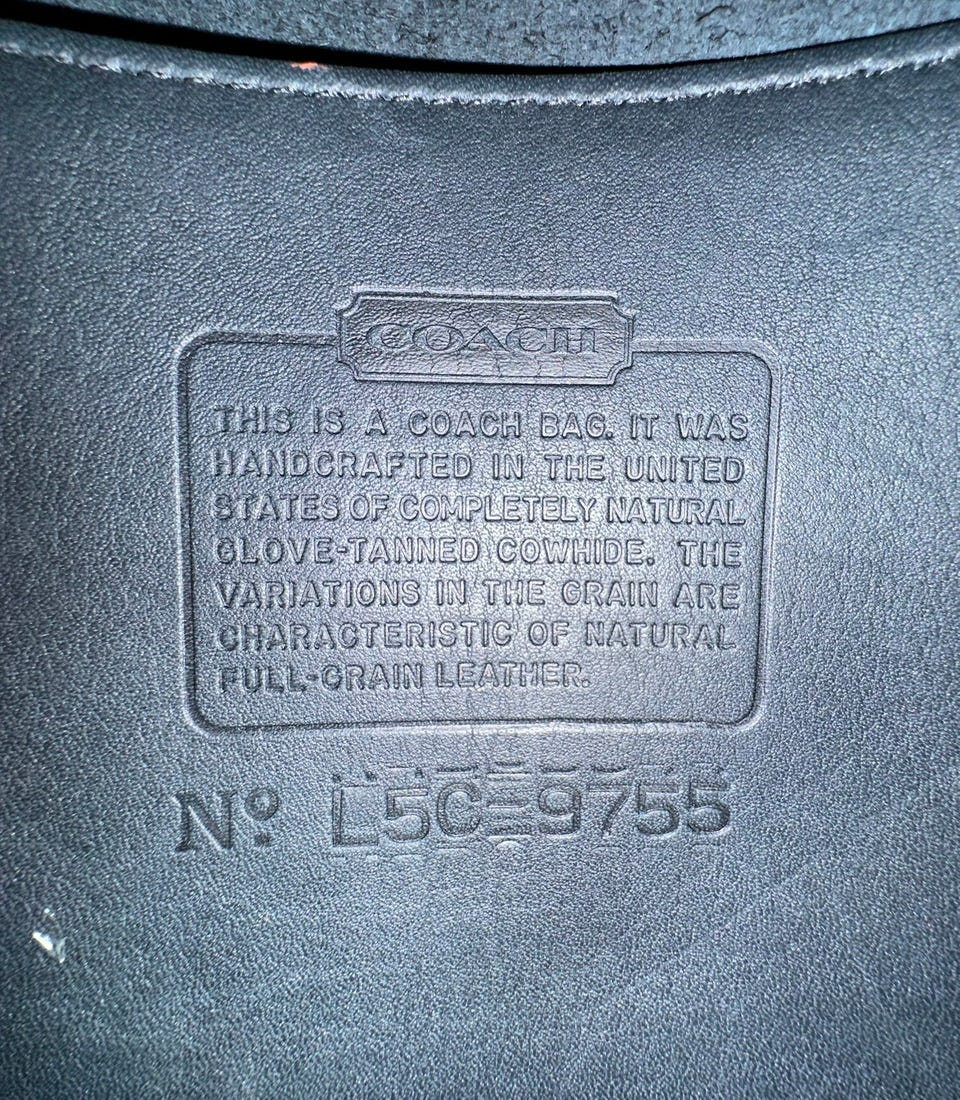 COACH
THIS IS A COACH BAG. IT WAS
HANDCRAFTED IN THE UNITED
STATES OF COMPLETELY NATURAL
GLOVE-TANNED COWHIDE. THE
VARIATIONS IN THE GRAIN ARE
CHARACTERISTIC OF NATURAL
FULL-GRAIN LEATHER.
Nº L5C-9755